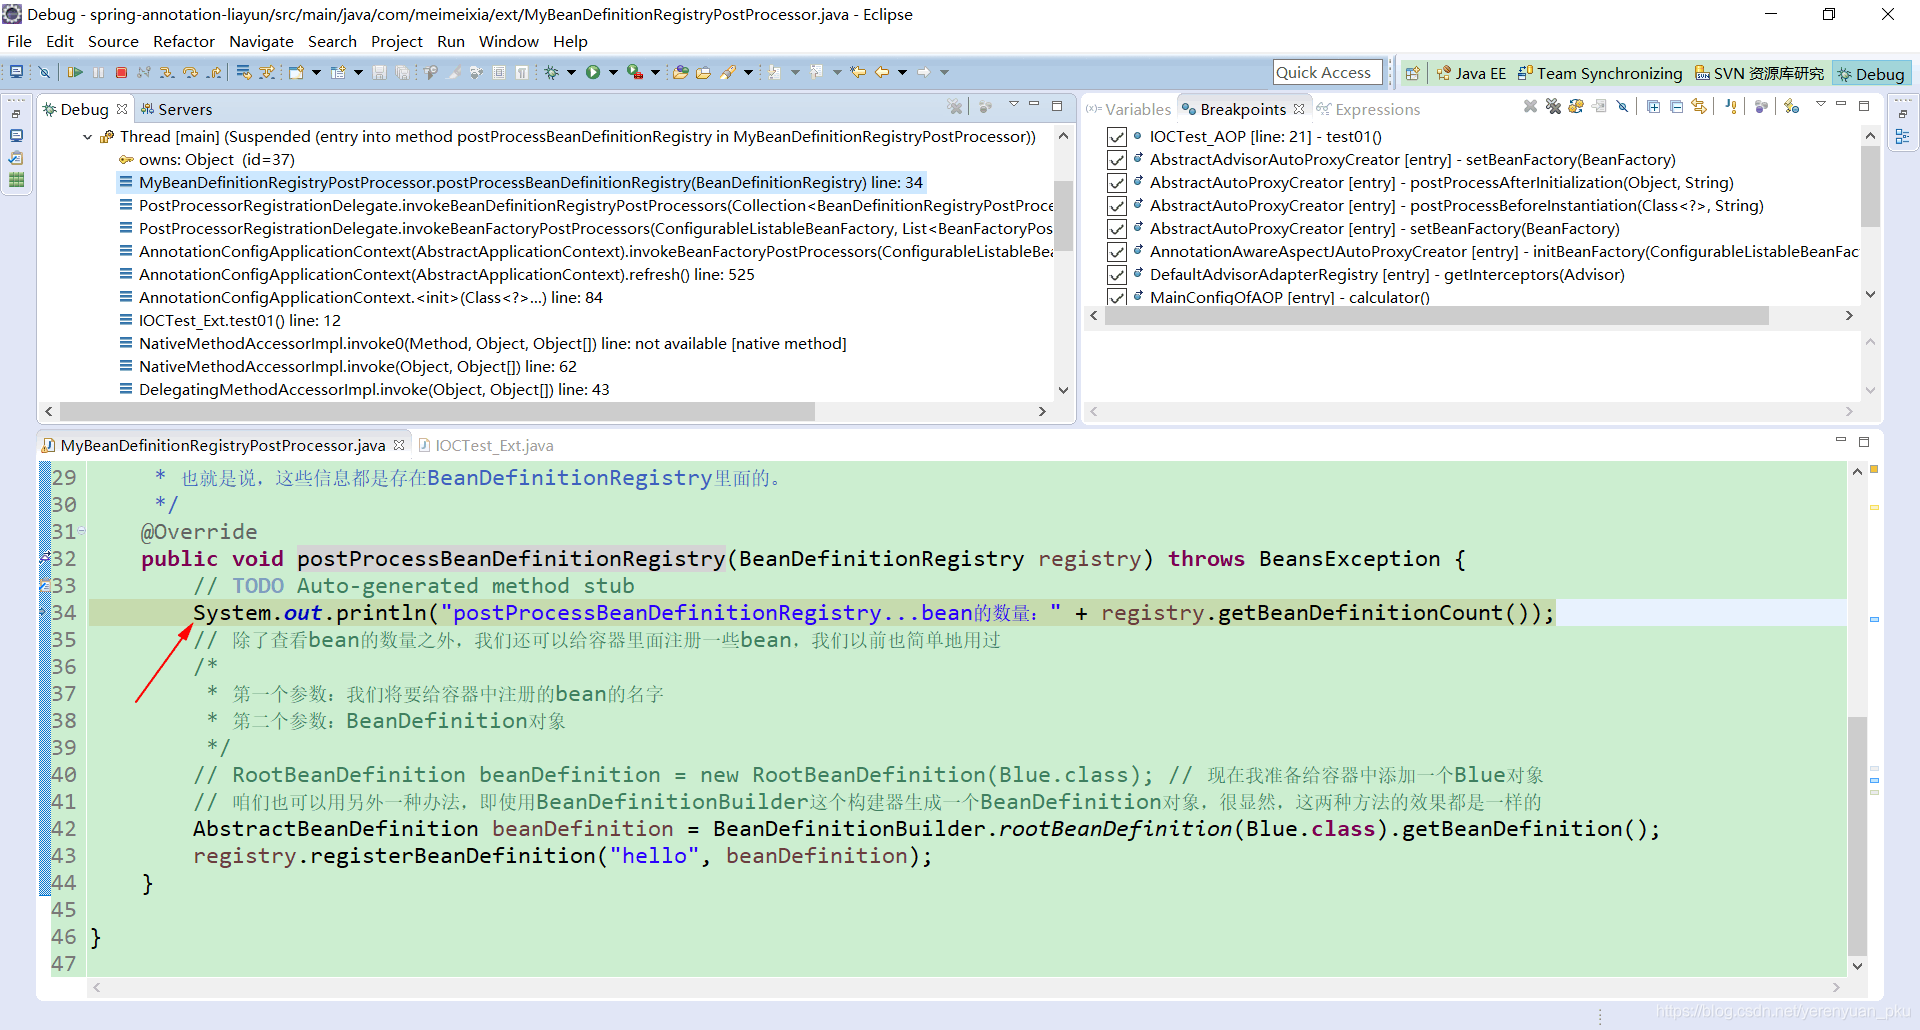 Debug - spring-annotation-liayun/src/main/java/com/meimeixia/ext/MyBeanDefinitionRegistryPostProcessor.java - Eclipse
File Edit Source Refactor Navigate Search Project Run Window Help
Quick Access
Java EE Team Synchronizing SVN 资源库研究 Debug
Debug Servers
Thread [main] (Suspended (entry into method postProcessBeanDefinitionRegistry in MyBeanDefinitionRegistryPostProcessor))
owns: Object (id=37)
MyBeanDefinitionRegistryPostProcessor.postProcessBeanDefinitionRegistry(BeanDefinitionRegistry) line: 34
PostProcessorRegistrationDelegate.invokeBeanDefinitionRegistryPostProcessors(Collection<BeanDefinitionRegistryPostProce
PostProcessorRegistrationDelegate.invokeBeanFactoryPostProcessors(ConfigurableListableBeanFactory, List<BeanFactoryPos
AnnotationConfigApplicationContext(AbstractApplicationContext).invokeBeanFactoryPostProcessors(ConfigurableListableBea
AnnotationConfigApplicationContext(AbstractApplicationContext).refresh() line: 525
AnnotationConfigApplicationContext.<init>(Class<?>...) line: 84
IOCTest_Ext.test01() line: 12
NativeMethodAccessorImpl.invoke0(Method, Object, Object[]) line: not available [native method]
NativeMethodAccessorImpl.invoke(Object, Object[]) line: 62
DelegatingMethodAccessorImpl.invoke(Object, Object[]) line: 43
Variables Breakpoints Expressions
IOCTest_AOP [line: 21] - test01()
AbstractAdvisorAutoProxyCreator [entry] - setBeanFactory(BeanFactory)
AbstractAutoProxyCreator [entry] - postProcessAfterInitialization(Object, String)
AbstractAutoProxyCreator [entry] - postProcessBeforeInstantiation(Class<?>, String)
AbstractAutoProxyCreator [entry] - setBeanFactory(BeanFactory)
AnnotationAwareAspectJAutoProxyCreator [entry] - initBeanFactory(ConfigurableListableBeanFac
DefaultAdvisorAdapterRegistry [entry] - getInterceptors(Advisor)
MainConfigOfAOP [entry] - calculator()
MyBeanDefinitionRegistryPostProcessor.java IOCTest_Ext.java
29 * 也就是说，这些信息都是存在BeanDefinitionRegistry里面的。
30 */
31 @Override
32 public void postProcessBeanDefinitionRegistry(BeanDefinitionRegistry registry) throws BeansException {
33 // TODO Auto-generated method stub
34 System.out.println("postProcessBeanDefinitionRegistry...bean的数量：" + registry.getBeanDefinitionCount());
35 // 除了查看bean的数量之外，我们还可以给容器里面注册一些bean，我们以前也简单地用过
36 /*
37 * 第一个参数：我们将要给容器中注册的bean的名字
38 * 第二个参数：BeanDefinition对象
39 */
40 // RootBeanDefinition beanDefinition = new RootBeanDefinition(Blue.class); // 现在我准备给容器中添加一个Blue对象
41 // 咱们也可以用另外一种办法，即使用BeanDefinitionBuilder这个构建器生成一个BeanDefinition对象，很显然，这两种方法的效果都是一样的
42 AbstractBeanDefinition beanDefinition = BeanDefinitionBuilder.rootBeanDefinition(Blue.class).getBeanDefinition();
43 registry.registerBeanDefinition("hello", beanDefinition);
44 }
45
46 }
47
https://blog.csdn.net/yerenyuan_pku